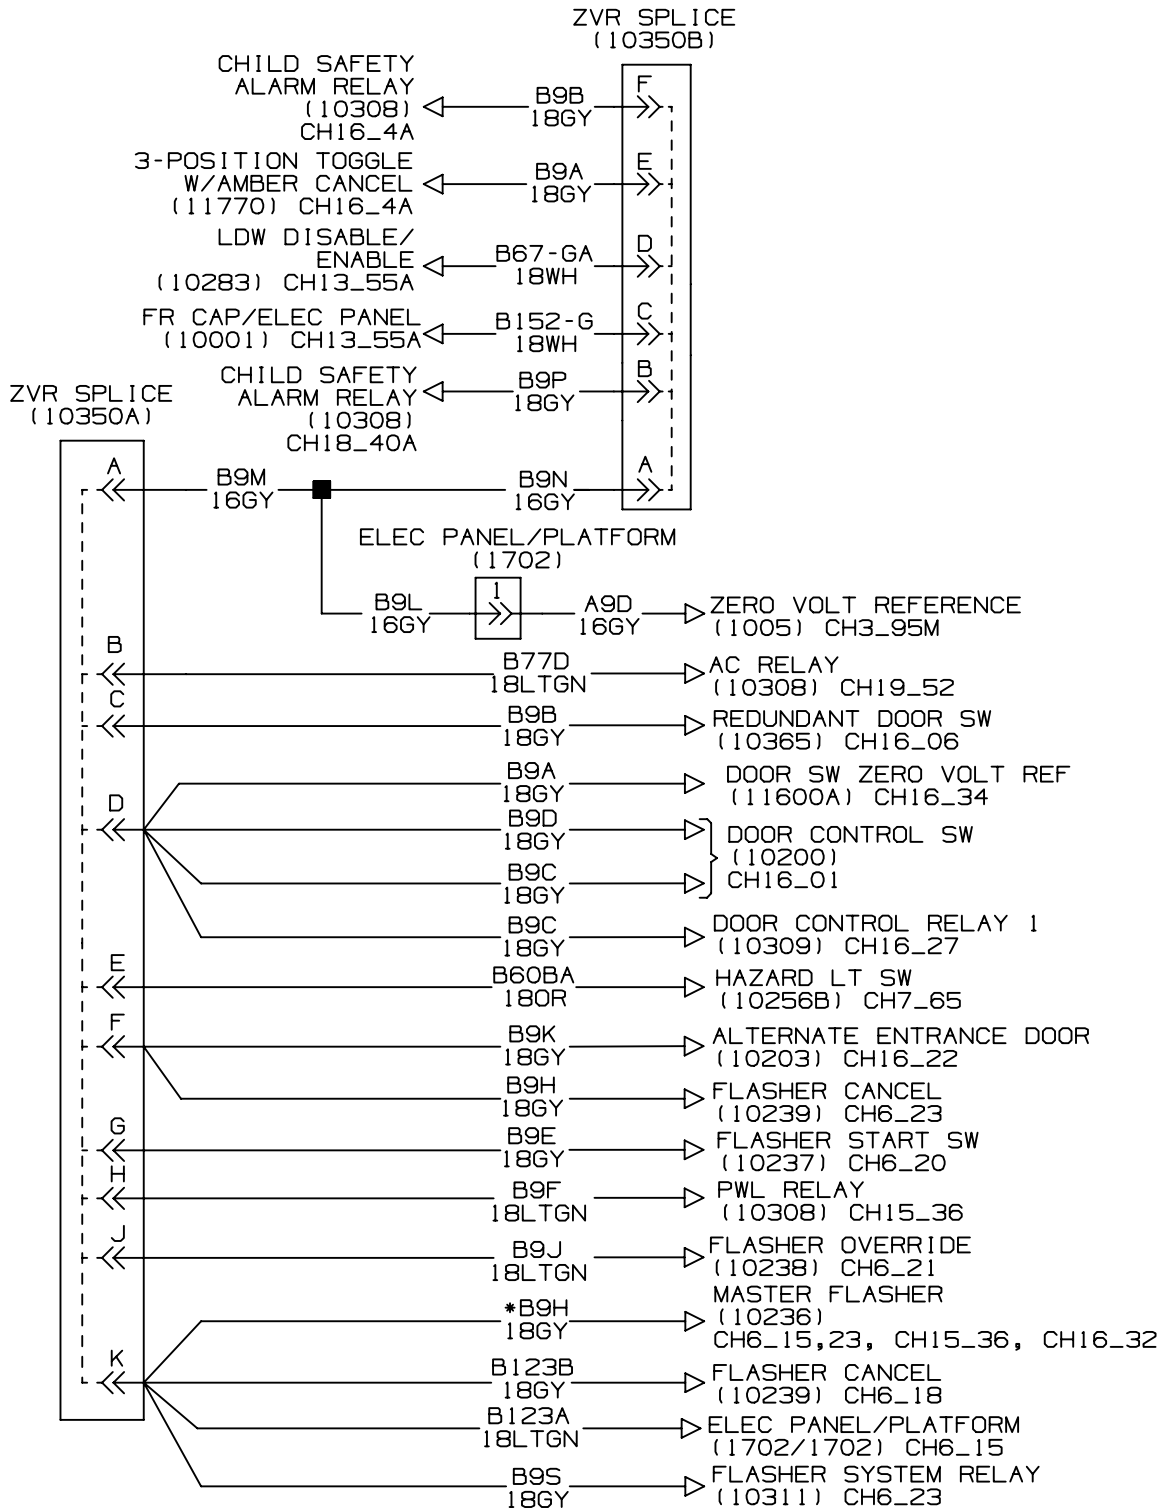 ZVR SPLICE
(10350B)
CHILD SAFETY
ALARM RELAY
(10308)
CH16_4A
B9B
18GY
F
3-POSITION TOGGLE
W/AMBER CANCEL
(11770) CH16_4A
B9A
18GY
E
LDW DISABLE/
ENABLE
(10283) CH13_55A
B67-GA
18WH
D
FR CAP/ELEC PANEL
(10001) CH13_55A
B152-G
18WH
C
CHILD SAFETY
ALARM RELAY
(10308)
CH18_40A
B9P
18GY
B
ZVR SPLICE
(10350A)
A
B9M
16GY
B9N
16GY
A
ELEC PANEL/PLATFORM
(1702)
B9L
16GY
1
A9D
16GY
ZERO VOLT REFERENCE
(1005) CH3_95M
B
B77D
18LTGN
AC RELAY
(10308) CH19_52
C
B9B
18GY
REDUNDANT DOOR SW
(10365) CH16_06
B9A
18GY
DOOR SW ZERO VOLT REF
(11600A) CH16_34
D
B9D
18GY
DOOR CONTROL SW
(10200)
CH16_01
B9C
18GY
B9C
18GY
DOOR CONTROL RELAY 1
(10309) CH16_27
E
B60BA
18OR
HAZARD LT SW
(10256B) CH7_65
F
B9K
18GY
ALTERNATE ENTRANCE DOOR
(10203) CH16_22
B9H
18GY
FLASHER CANCEL
(10239) CH6_23
G
B9E
18GY
FLASHER START SW
(10237) CH6_20
H
B9F
18LTGN
PWL RELAY
(10308) CH15_36
J
B9J
18LTGN
FLASHER OVERRIDE
(10238) CH6_21
*B9H
18GY
MASTER FLASHER
(10236)
CH6_15,23, CH15_36, CH16_32
K
B123B
18GY
FLASHER CANCEL
(10239) CH6_18
B123A
18LTGN
ELEC PANEL/PLATFORM
(1702/1702) CH6_15
B9S
18GY
FLASHER SYSTEM RELAY
(10311) CH6_23